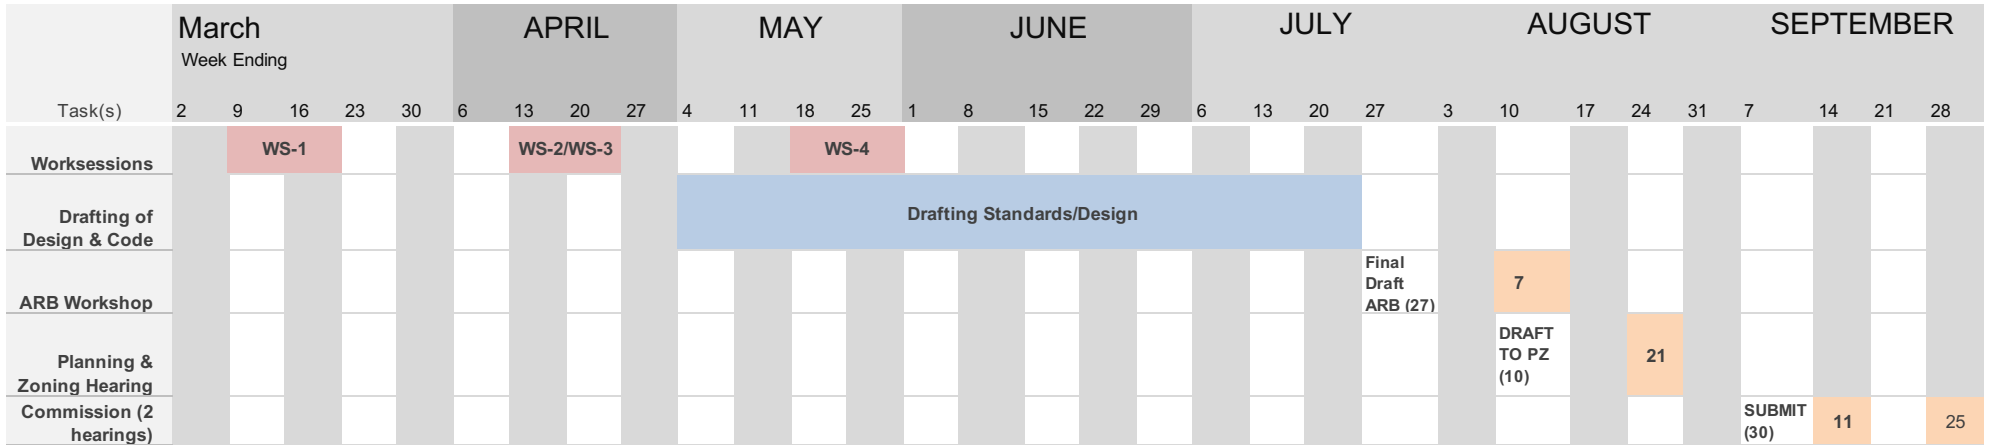 March APRIL MAY JUNE JULY AUGUST SEPTEMBER
Week Ending
Task(s) 2 9 16 23 30 6 13 20 27 4 11 18 25 1 8 15 22 29 6 13 20 27 3 10 17 24 31 7 14 21 28
Worksessions WS-1 WS-2/WS-3 WS-4
Drafting of
Design & Code
Drafting Standards/Design
ARB Workshop
Final
Draft
ARB (27)
7
Planning &
Zoning Hearing
DRAFT
TO PZ
(10)
21
Commission (2
hearings)
SUBMIT
(30)
11
25